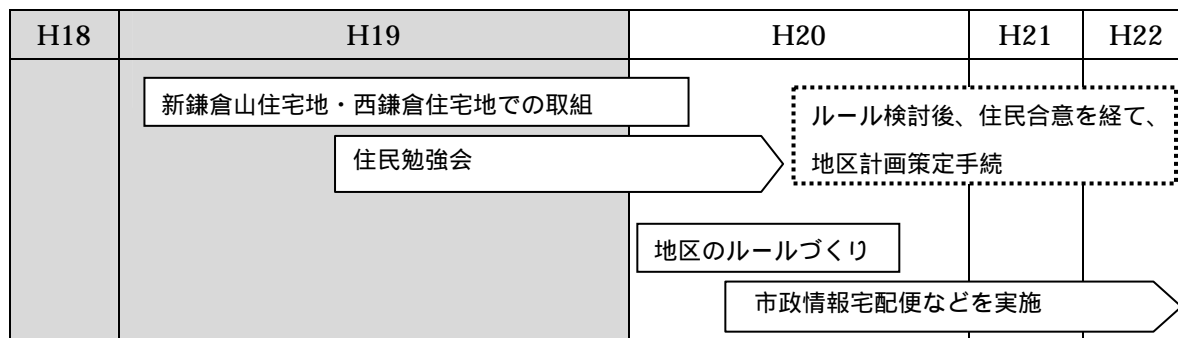 H18 H19 H20 H21 H22
新鎌倉山住宅地・西鎌倉住宅地での取組
住民勉強会
ルール検討後、住民合意を経て、
地区計画策定手続
地区のルールづくり
市政情報宅配便などを実施